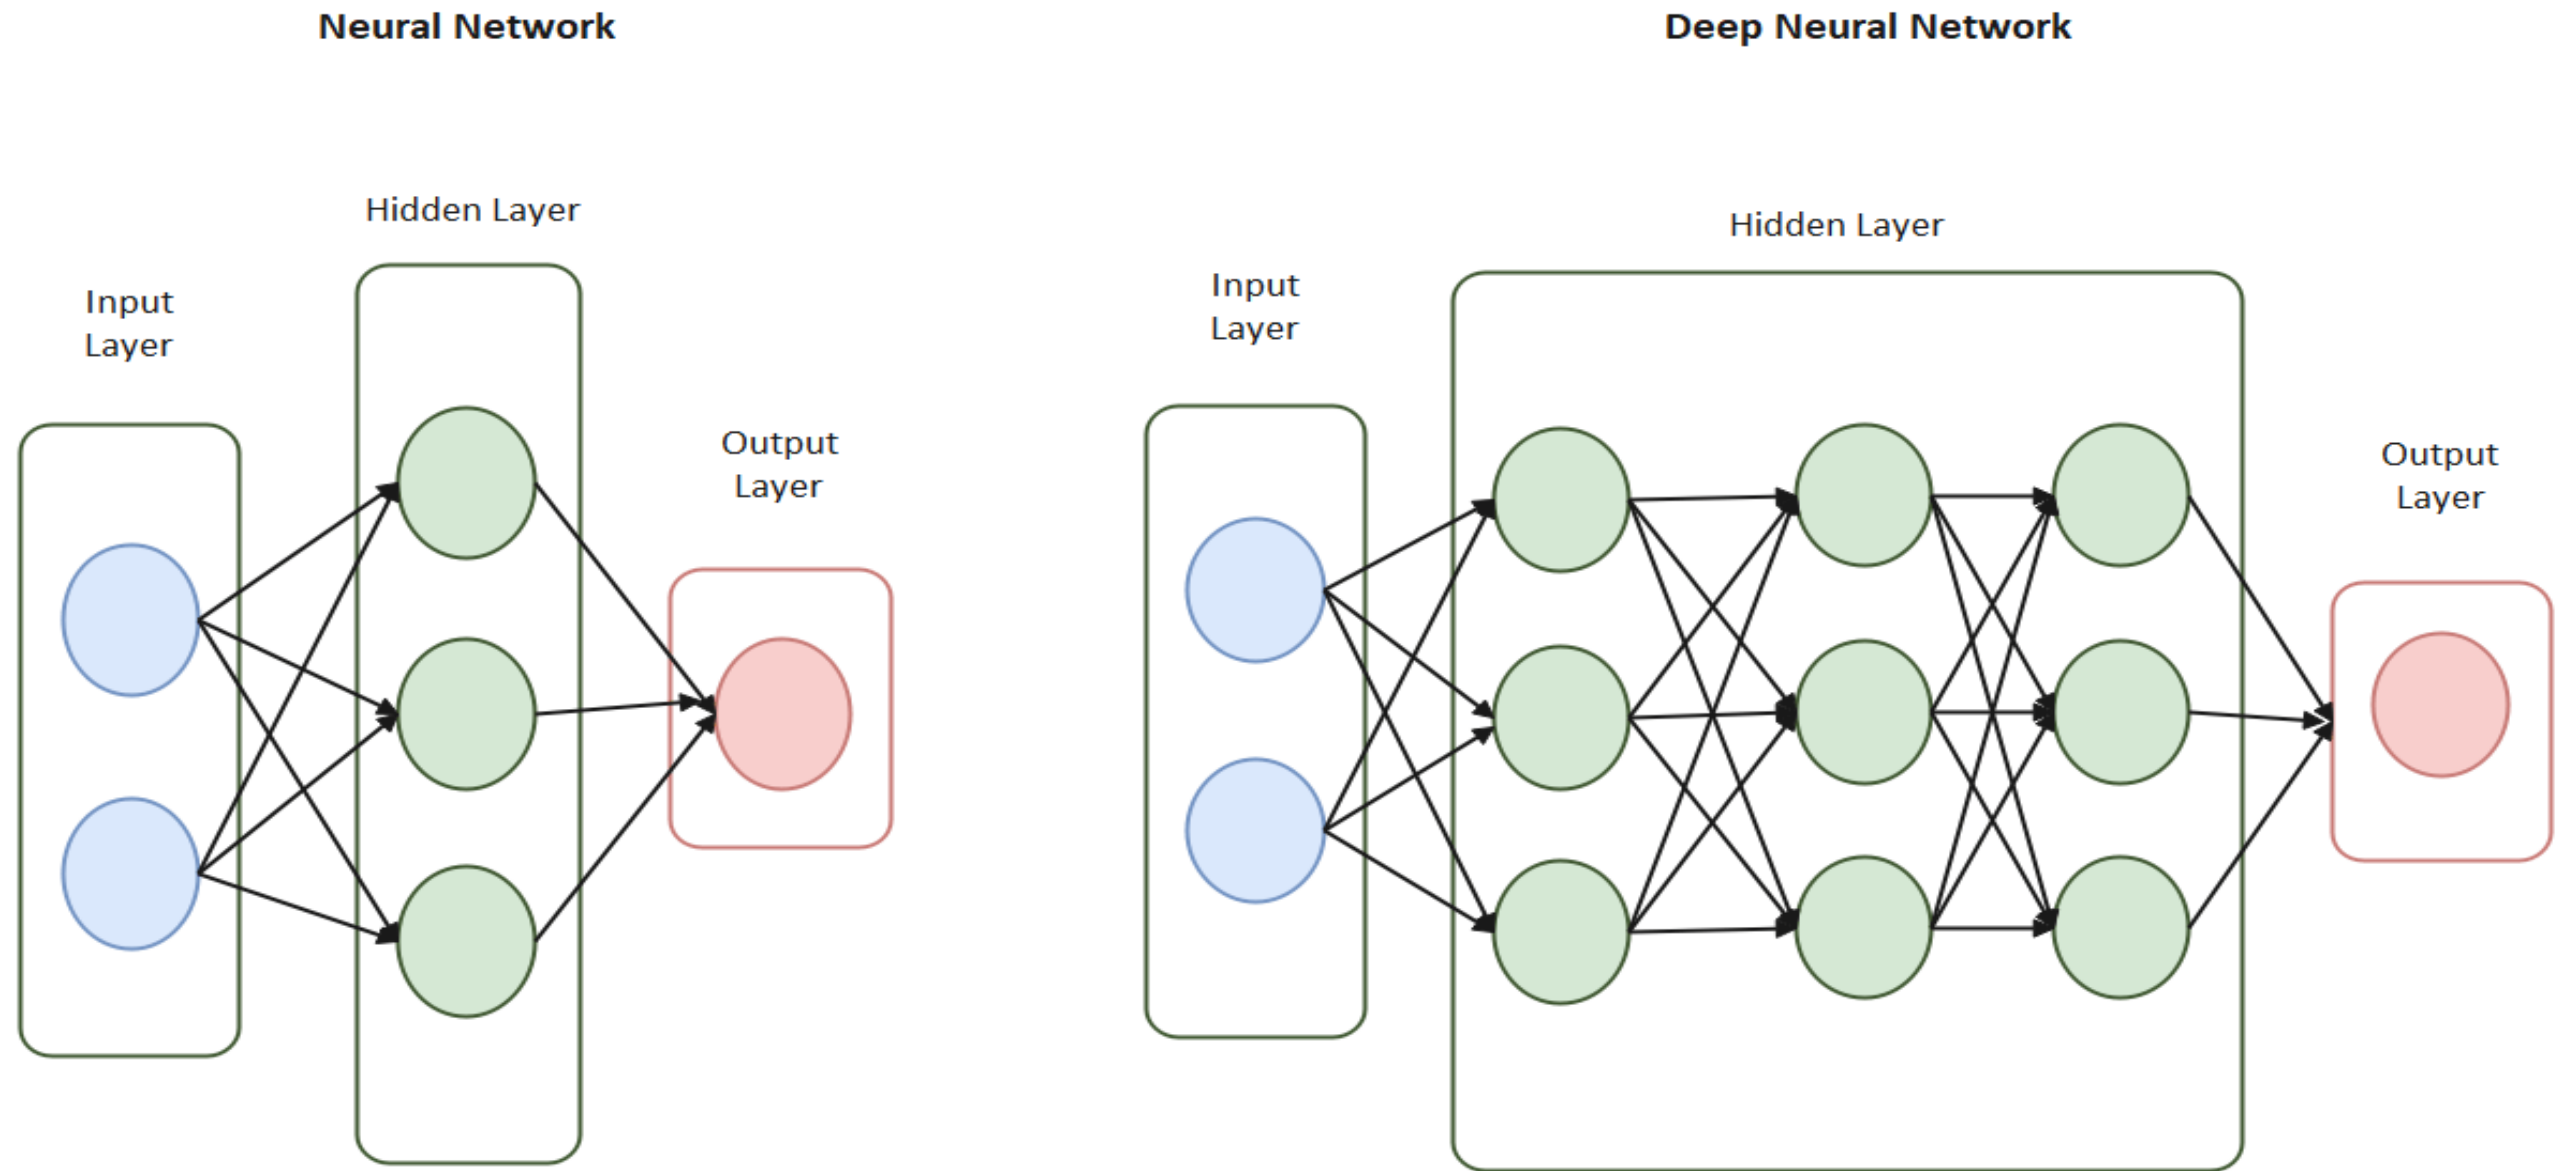 Neural Network
Hidden Layer
Input
Layer
Output
Layer
Deep Neural Network
Hidden Layer
Input
Layer
Output
Layer